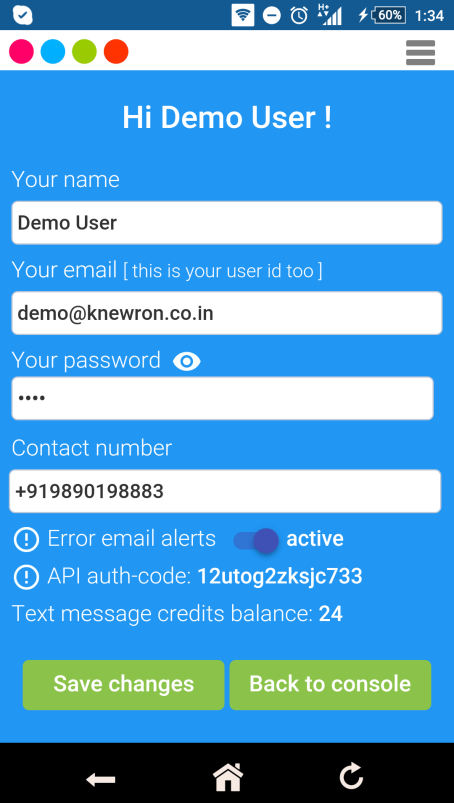 H+ 60% 1:34
Hi Demo User !
Your name
Demo User
Your email [ this is your user id too ]
demo@knewron.co.in
Your password
••••
Contact number
+919890198883
Error email alerts active
API auth-code: 12utog2zksjc733
Text message credits balance: 24
Save changes Back to console